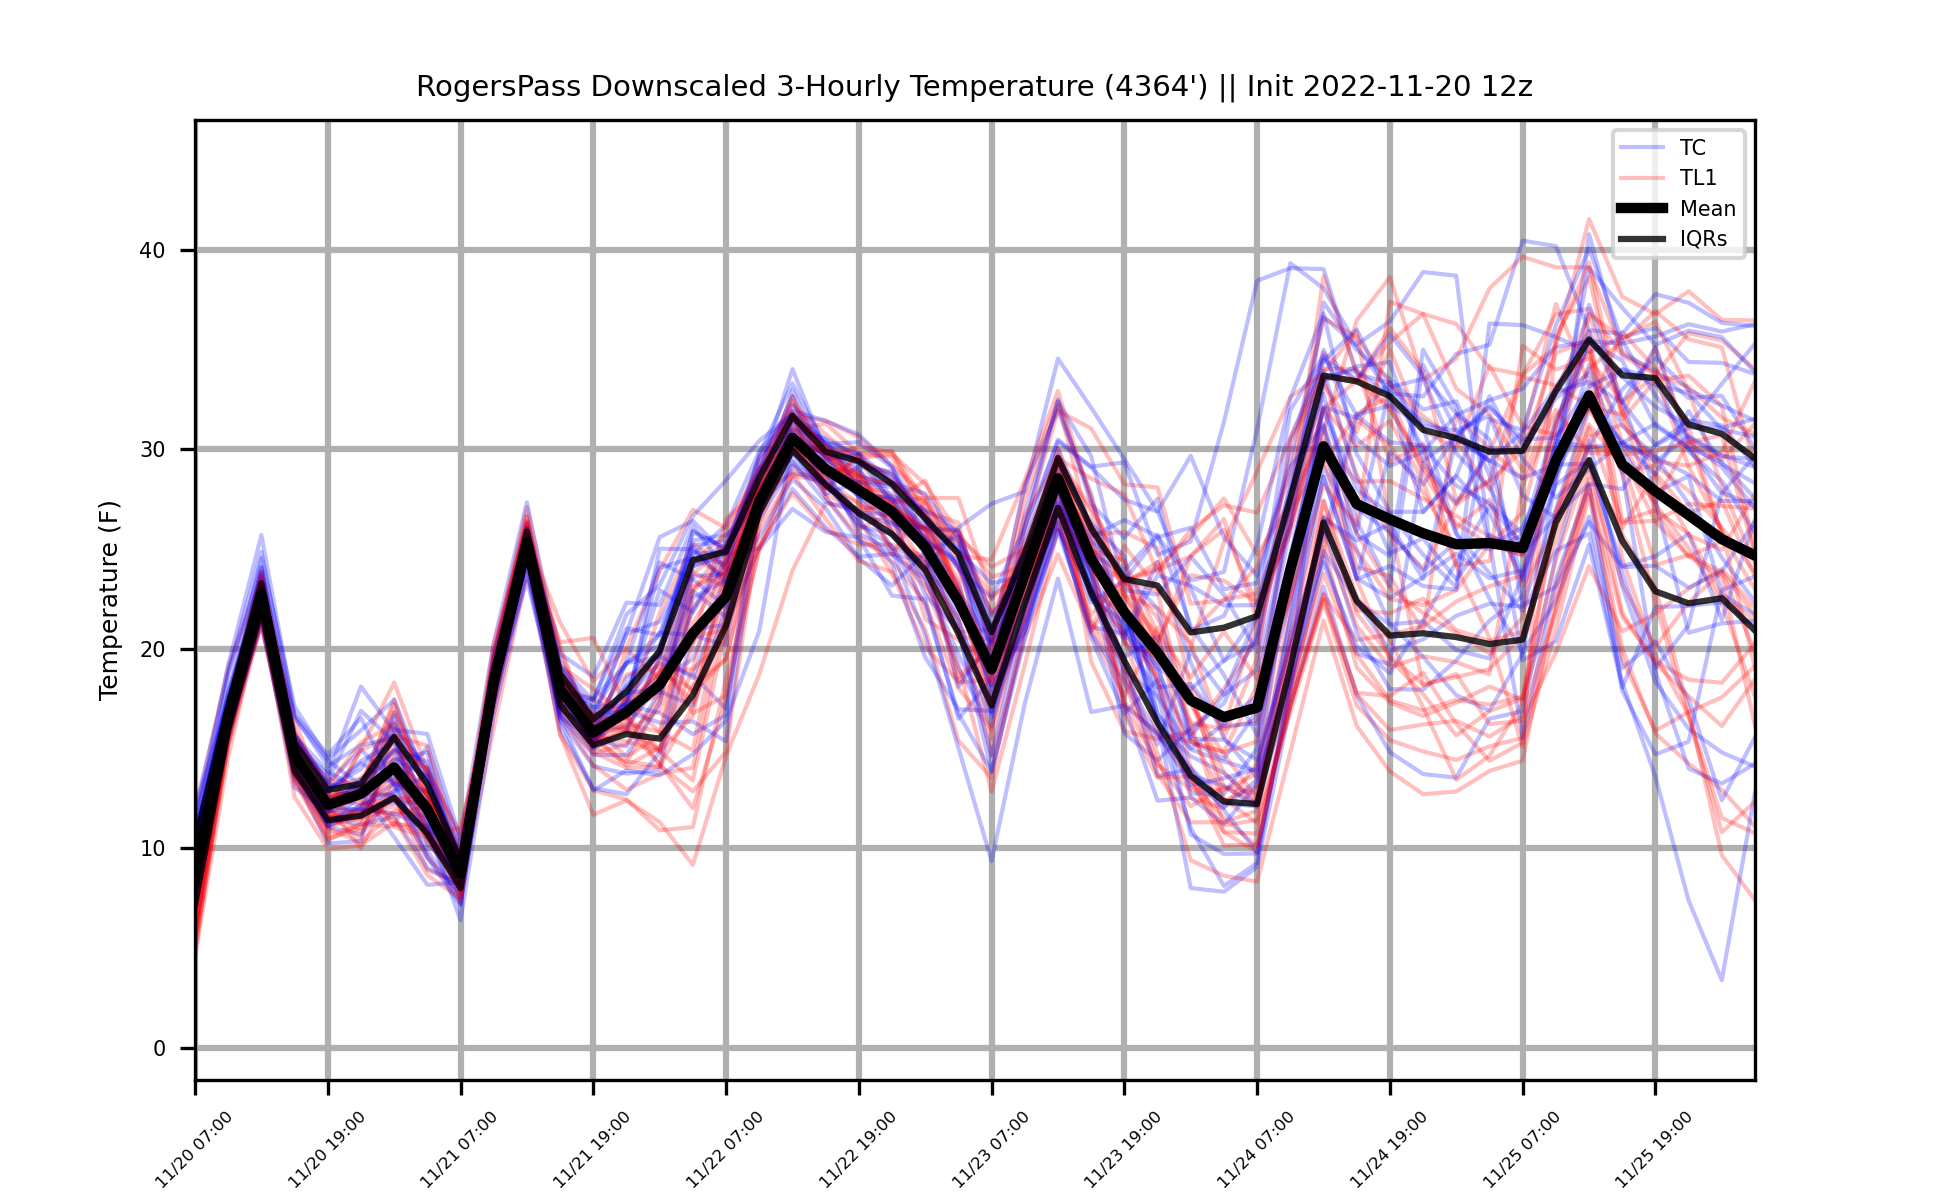 RogersPass Downscaled 3-Hourly Temperature (4364') || Init 2022-11-20 12z
TC
TL1
Mean
IQRs
Temperature (F)
40
30
20
10
0
11/20 07:00
11/20 19:00
11/21 07:00
11/21 19:00
11/22 07:00
11/22 19:00
11/23 07:00
11/23 19:00
11/24 07:00
11/24 19:00
11/25 07:00
11/25 19:00